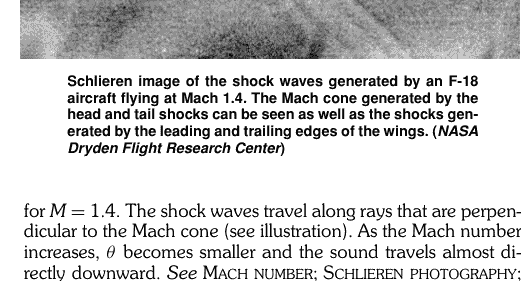 Schlieren image of the shock waves generated by an F-18
aircraft flying at Mach 1.4. The Mach cone generated by the
head and tail shocks can be seen as well as the shocks gen-
erated by the leading and trailing edges of the wings. (NASA
Dryden Flight Research Center)
for M = 1.4. The shock waves travel along rays that are perpen-
dicular to the Mach cone (see illustration). As the Mach number
increases, θ becomes smaller and the sound travels almost di-
rectly downward. See MACH NUMBER; SCHLIEREN PHOTOGRAPHY;